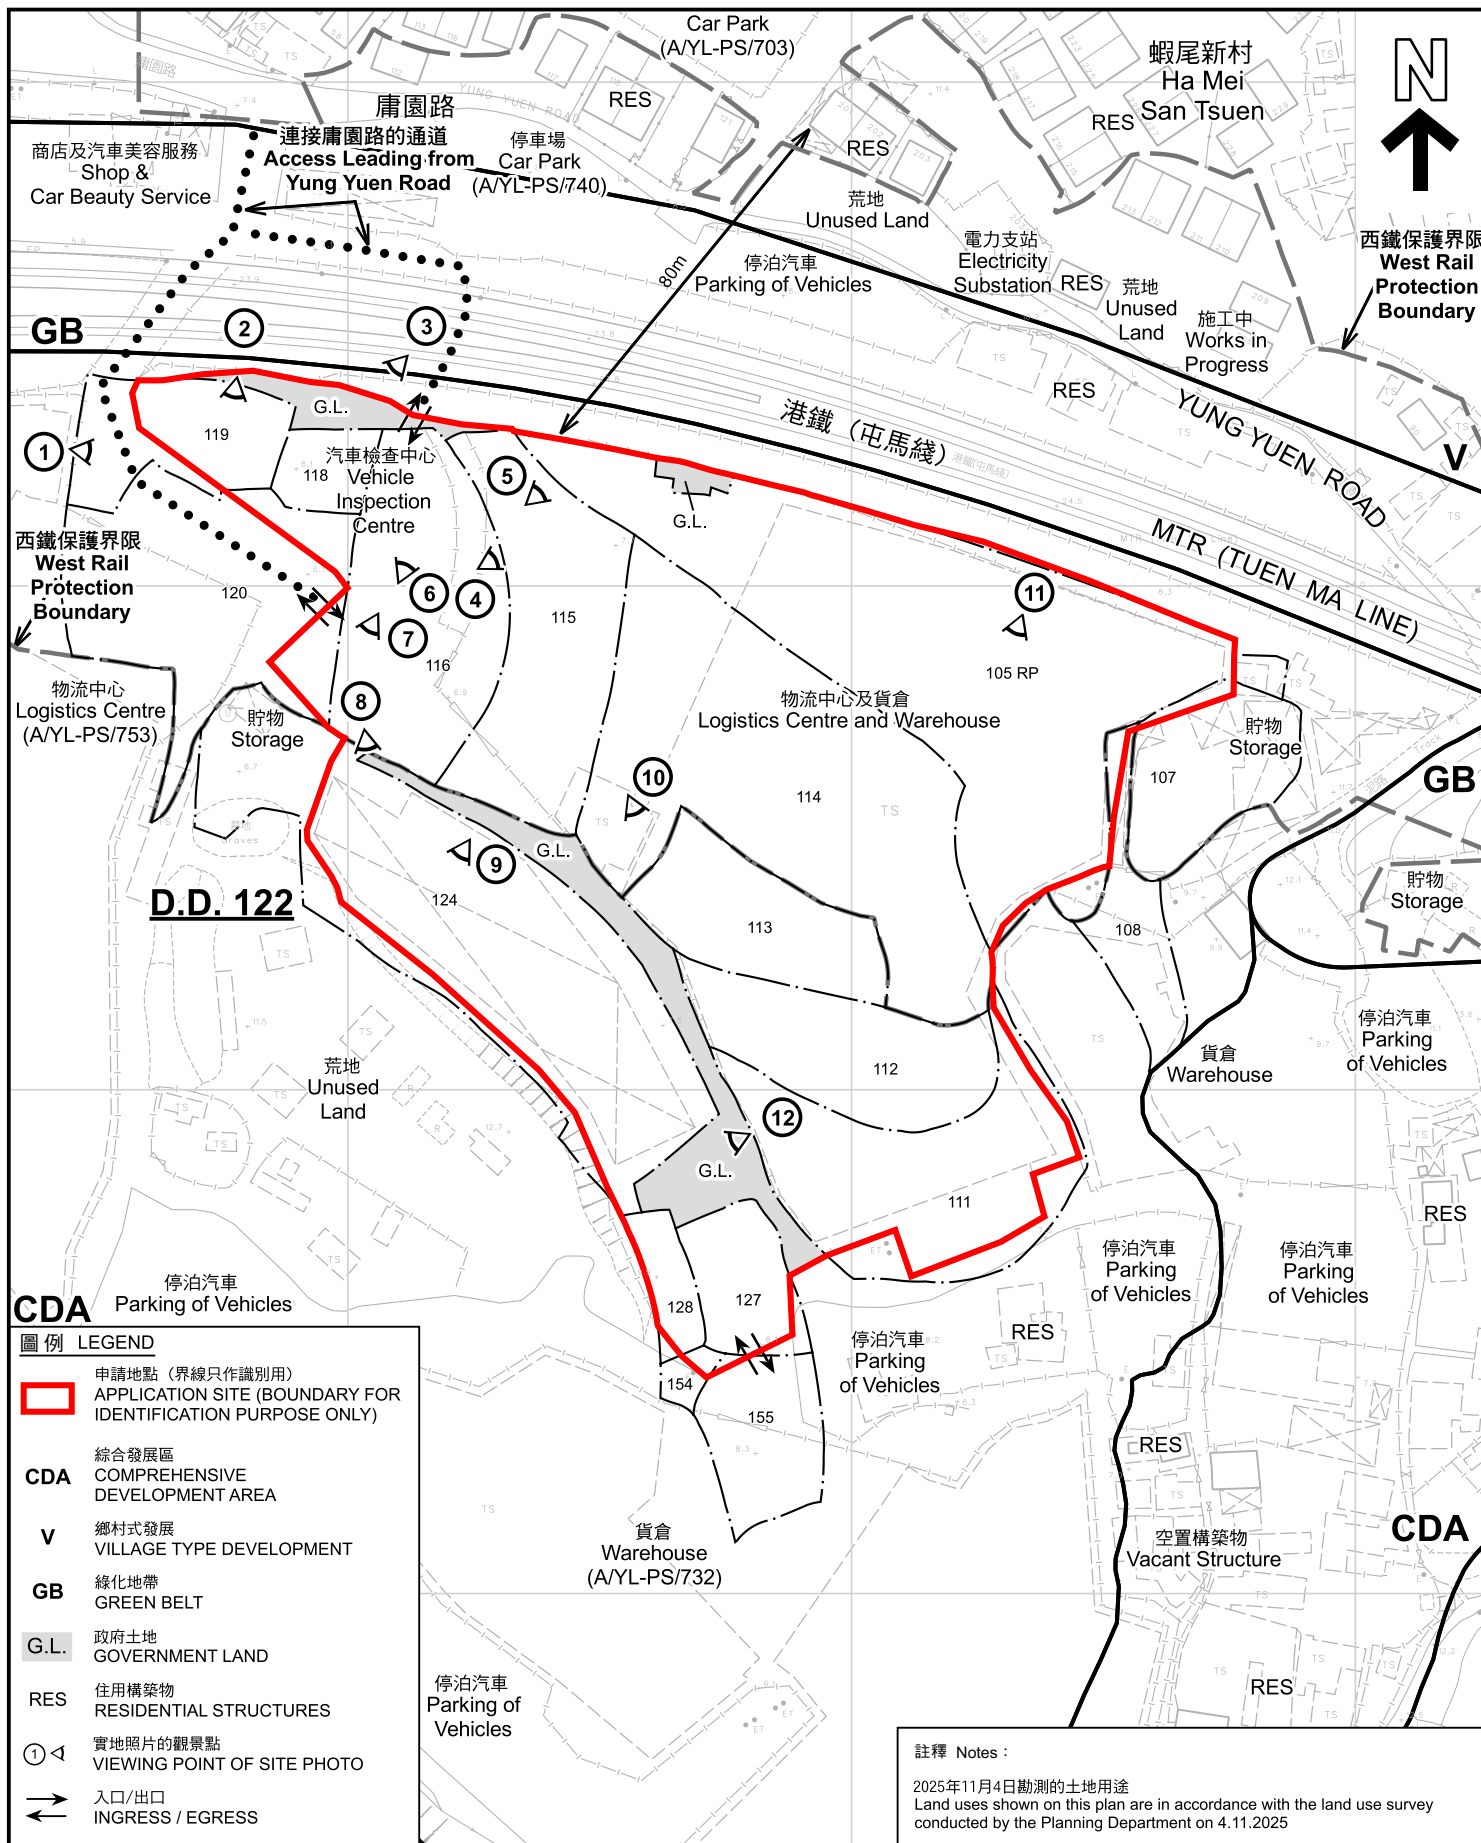 Car Park
(A/YL-PS/703)
蝦尾新村
Ha Mei
San Tsuen
N
庸園路
YUNG YUEN ROAD
RES
RES
RES
商店及汽車美容服務
Shop &
Car Beauty Service
連接庸園路的通道
Access Leading from
Yung Yuen Road
停車場
Car Park
(A/YL-PS/740)
荒地
Unused Land
電力支站
Electricity
Substation
停泊汽車
Parking of Vehicles
80m
RES
荒地
Unused
Land
施工中
Works in
Progress
西鐵保護界限
West Rail
Protection
Boundary
GB
2
3
RES
YUNG YUEN ROAD
V
港鐵（屯馬綫）
MTR (TUEN MA LINE)
1
119
G.L.
118
汽車檢查中心
Vehicle
Inspection
Centre
5
G.L.
西鐵保護界限
West Rail
Protection
Boundary
120
6
4
7
115
116
11
105 RP
物流中心
Logistics Centre
(A/YL-PS/753)
貯物
Storage
8
物流中心及貨倉
Logistics Centre and Warehouse
貯物
Storage
107
GB
10
114
TS
9
G.L.
墓地
Graves
D.D. 122
124
113
108
貯物
Storage
荒地
Unused
Land
112
貨倉
Warehouse
停泊汽車
Parking
of Vehicles
12
G.L.
111
RES
停泊汽車
Parking of Vehicles
CDA
128
127
停泊汽車
Parking
of Vehicles
RES
停泊汽車
Parking
of Vehicles
停泊汽車
Parking
of Vehicles
154
155
RES
貨倉
Warehouse
(A/YL-PS/732)
空置構築物
Vacant Structure
CDA
停泊汽車
Parking of
Vehicles
RES
圖例 LEGEND
申請地點（界線只作識別用）
APPLICATION SITE (BOUNDARY FOR
IDENTIFICATION PURPOSE ONLY)
CDA
綜合發展區
COMPREHENSIVE
DEVELOPMENT AREA
V
鄉村式發展
VILLAGE TYPE DEVELOPMENT
GB
綠化地帶
GREEN BELT
G.L.
政府土地
GOVERNMENT LAND
RES
住用構築物
RESIDENTIAL STRUCTURES
1
實地照片的觀景點
VIEWING POINT OF SITE PHOTO
入口/出口
INGRESS / EGRESS
註釋 Notes：
2025年11月4日勘測的土地用途
Land uses shown on this plan are in accordance with the land use survey
conducted by the Planning Department on 4.11.2025